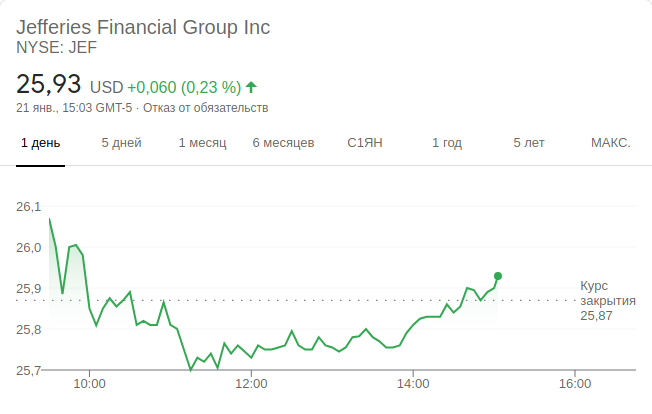 Jefferies Financial Group Inc
NYSE: JEF
25,93 USD +0,060 (0,23 %)
21 янв., 15:03 GMT-5 · Отказ от обязательств
1 день 5 дней 1 месяц 6 месяцев С1ЯН 1 год 5 лет МАКС.
26,1
26,0
25,9
Курс
закрытия
25,87
25,8
25,7
10:00 12:00 14:00 16:00